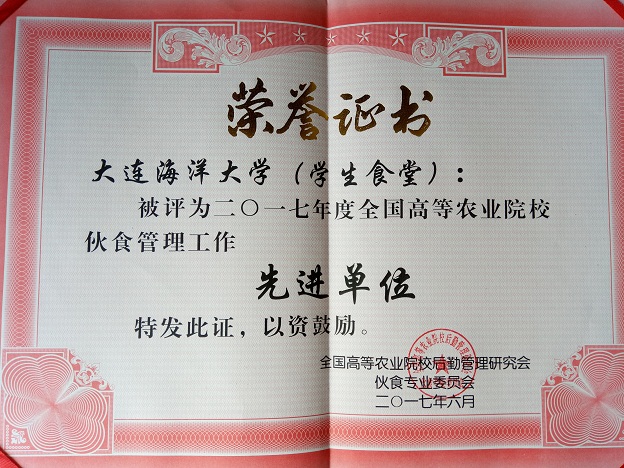 荣誉证书
大连海洋大学（学生食堂）：
被评为二〇一七年度全国高等农业院校
伙食管理工作
先进单位
特发此证，以资鼓励。
全国高等农业院校后勤管理研究会
伙食专业委员会
二〇一七年六月